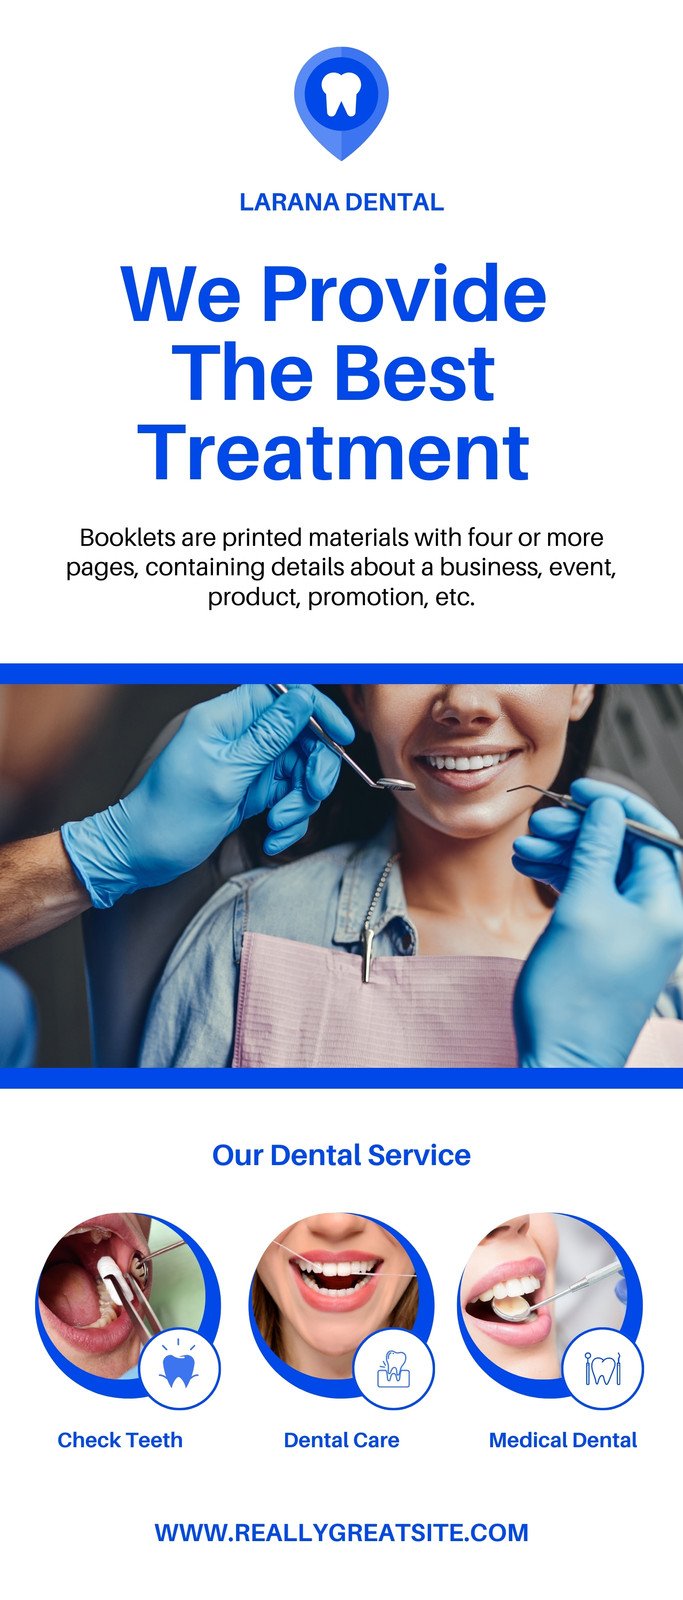 LARANA DENTAL
We Provide
The Best
Treatment
Booklets are printed materials with four or more
pages, containing details about a business, event,
product, promotion, etc.
Our Dental Service
Check Teeth
Dental Care
Medical Dental
WWW.REALLYGREATSITE.COM